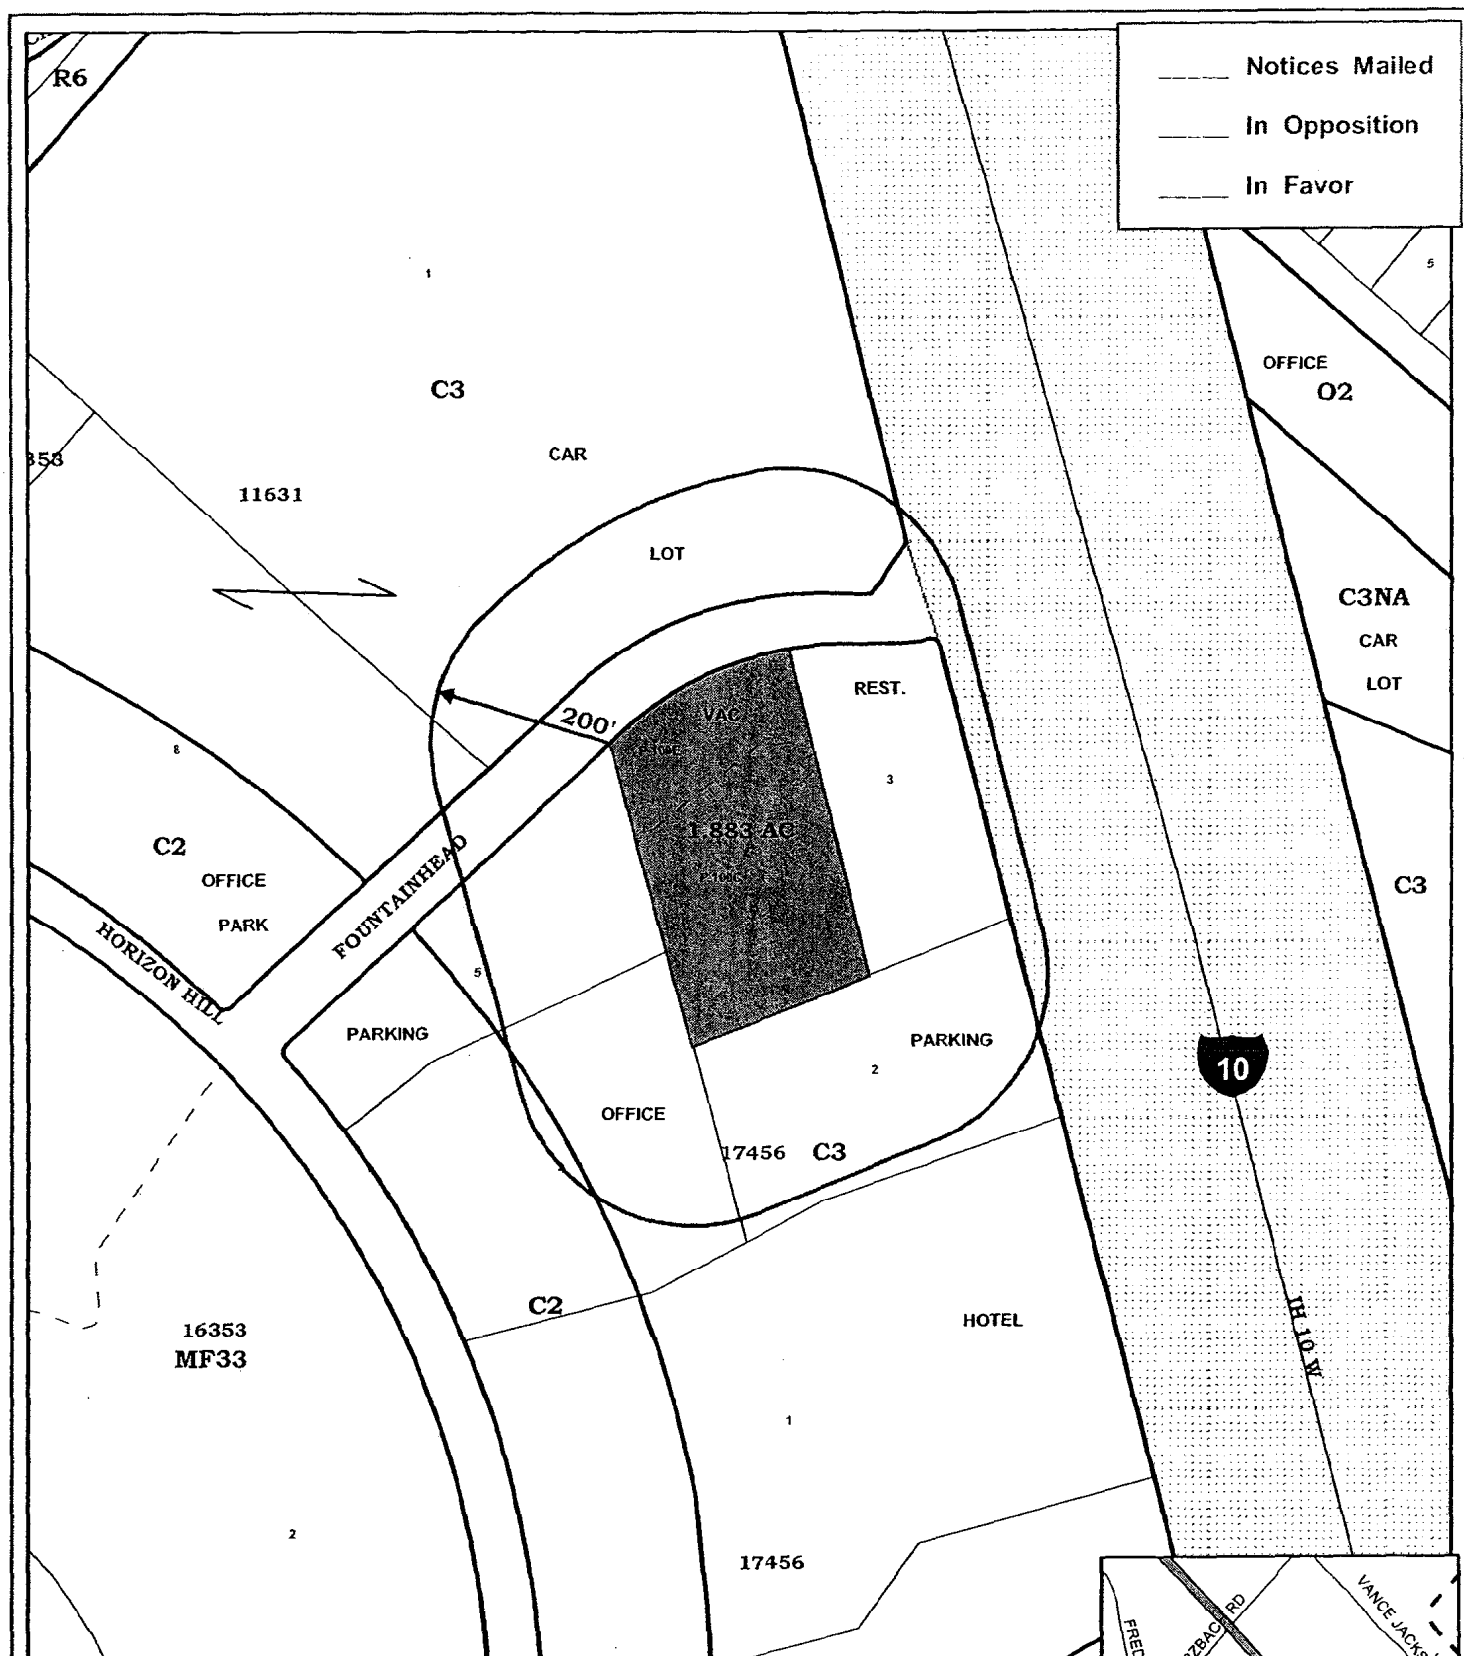 R6
Notices Mailed
In Opposition
In Favor
1
5
OFFICE
O2
C3
353
CAR
11631
LOT
C3NA
CAR
LOT
REST.
VAC
200'
8
3
1.883 AC
C2
OFFICE
PARK
FOUNTAINHEAD
C3
HORIZON HILL
5
PARKING
PARKING
2
10
OFFICE
17456 C3
C2
16353
MF33
HOTEL
IH 10 W
1
2
17456
VANCE JACKS
RD
FRED